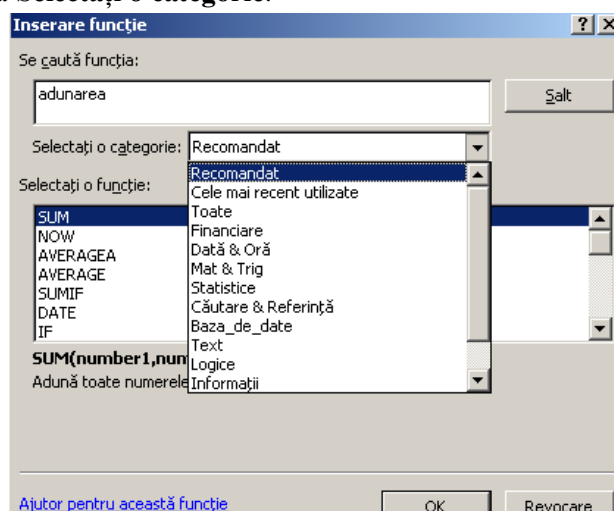 Selectați o categorie.
Inserare funcție
Se caută funcția:
adunarea
Salt
Selectați o categorie: Recomandat
Recomandat
Cele mai recent utilizate
Toate
Financiare
Dată & Oră
Mat & Trig
Statistice
Căutare & Referință
Baza_de_date
Text
Logice
Informații
Selectați o funcție:
SUM
NOW
AVERAGEA
AVERAGE
SUMIF
DATE
IF
SUM(number1,num
Adună toate numerele
Ajutor pentru această funcție
OK
Revocare